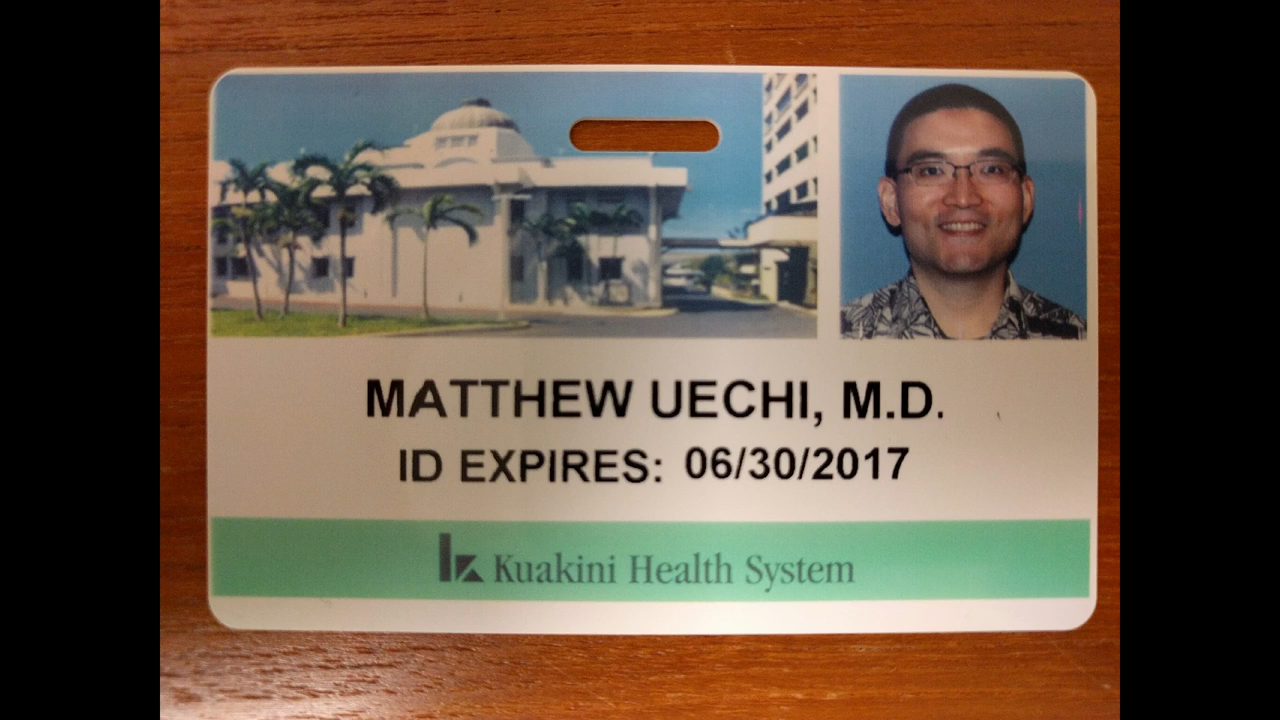 MATTHEW UECHI, M.D.
ID EXPIRES: 06/30/2017
Kuakini Health System